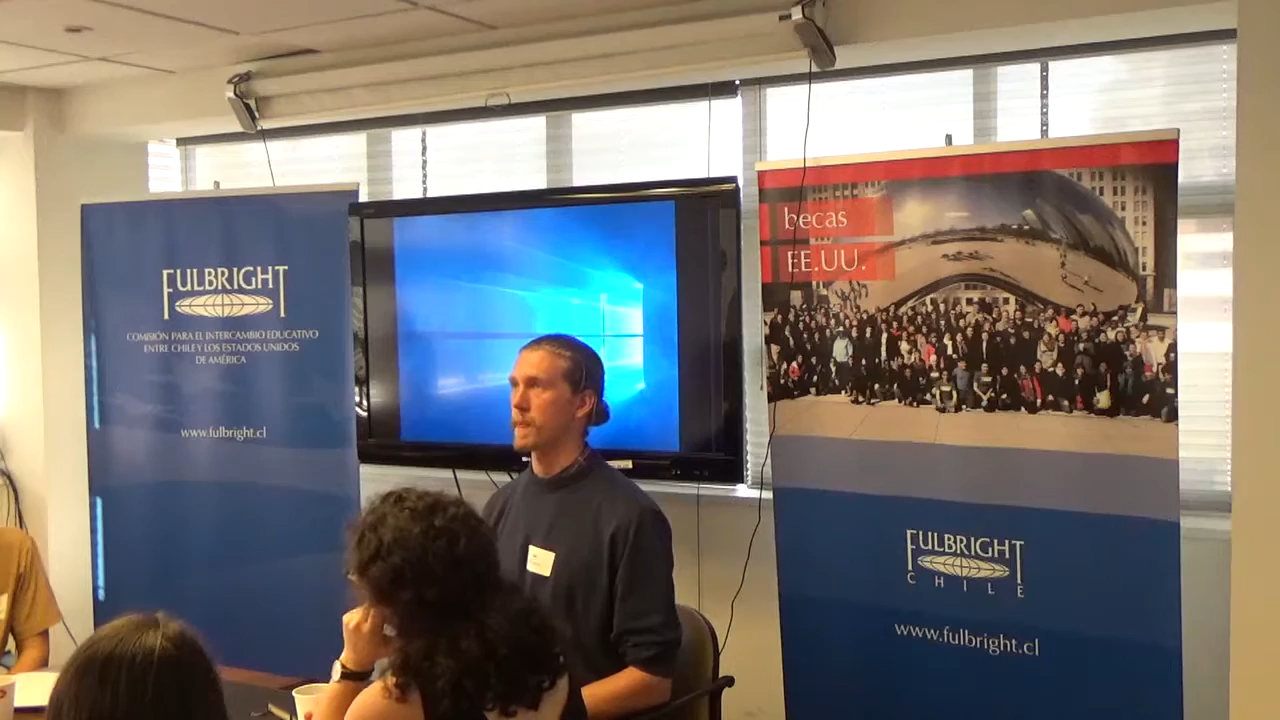 FULBRIGHT
COMISIÓN PARA EL INTERCAMBIO EDUCATIVO
ENTRE CHILE Y LOS ESTADOS UNIDOS
DE AMÉRICA
www.fulbright.cl
becas
EE.UU.
FULBRIGHT
CHILE
www.fulbright.cl